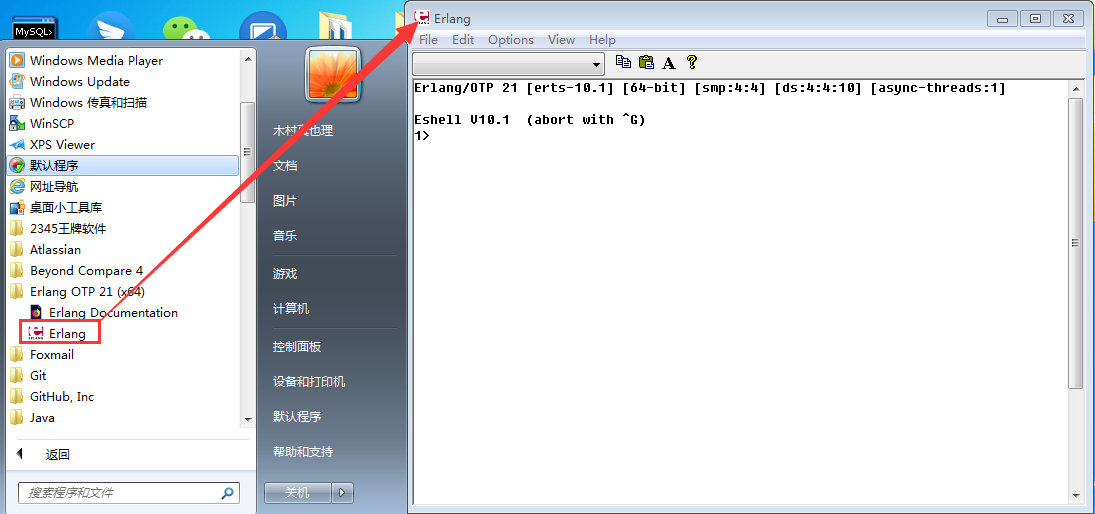 MySQL>
Windows Media Player
Windows Update
Windows 传真和扫描
WinSCP
XPS Viewer
默认程序
网址导航
桌面小工具库
2345王牌软件
Atlassian
Beyond Compare 4
Erlang OTP 21 (x64)
Erlang Documentation
Erlang
Foxmail
Git
GitHub, Inc
Java
返回
搜索程序和文件
木村真也理
文档
图片
音乐
游戏
计算机
控制面板
设备和打印机
默认程序
帮助和支持
关机
Erlang
File Edit Options View Help
Erlang/OTP 21 [erts-10.1] [64-bit] [smp:4:4] [ds:4:4:10] [async-threads:1]
Eshell V10.1 (abort with ^G)
1>